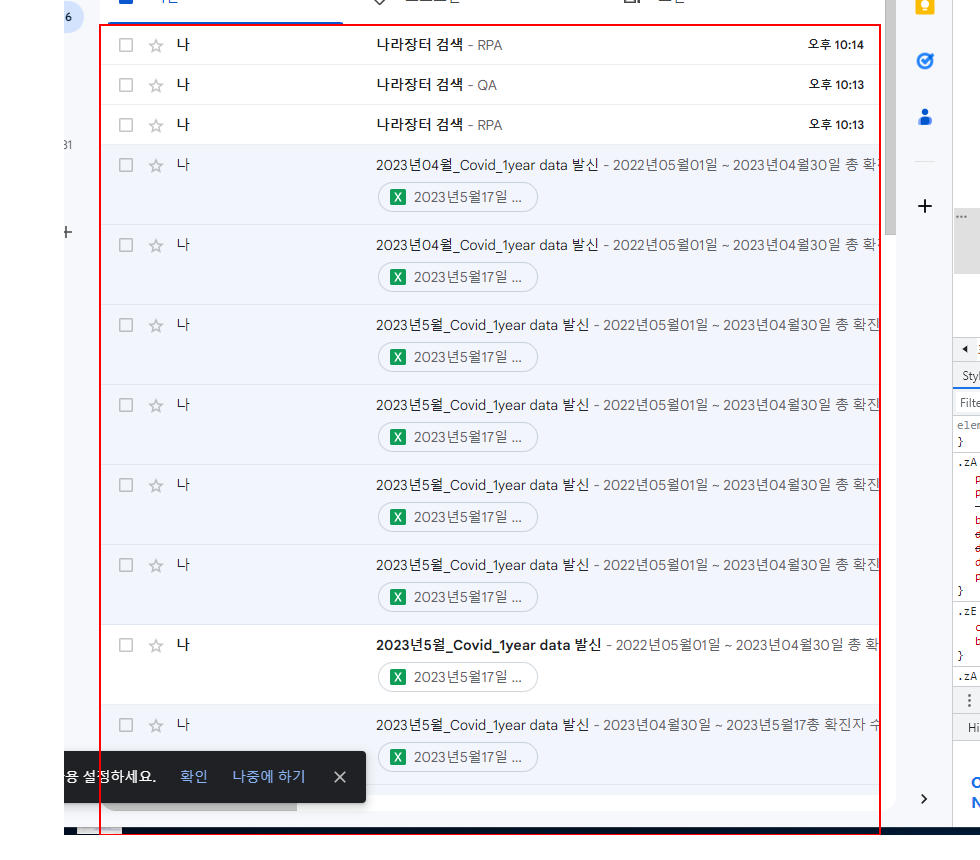 6
나 나라장터 검색 - RPA 오후 10:14
나 나라장터 검색 - QA 오후 10:13
나 나라장터 검색 - RPA 오후 10:13
31
나 2023년04월_Covid_1year data 발신 - 2022년05월01일 ~ 2023년04월30일 총 확
2023년5월17일 ...
나 2023년04월_Covid_1year data 발신 - 2022년05월01일 ~ 2023년04월30일 총 확
2023년5월17일 ...
나 2023년5월_Covid_1year data 발신 - 2022년05월01일 ~ 2023년04월30일 총 확진
2023년5월17일 ...
나 2023년5월_Covid_1year data 발신 - 2022년05월01일 ~ 2023년04월30일 총 확진
2023년5월17일 ...
나 2023년5월_Covid_1year data 발신 - 2022년05월01일 ~ 2023년04월30일 총 확진
2023년5월17일 ...
나 2023년5월_Covid_1year data 발신 - 2022년05월01일 ~ 2023년04월30일 총 확진
2023년5월17일 ...
나 2023년5월_Covid_1year data 발신 - 2022년05월01일 ~ 2023년04월30일 총 확
2023년5월17일 ...
나 2023년5월_Covid_1year data 발신 - 2023년04월30일 ~ 2023년5월17종 확진자 수
2023년5월17일 ...
용 설정하세요. 확인 나중에 하기
Styl
Filte
elem
}
.zA
}
.zE
}
.zA
Hi